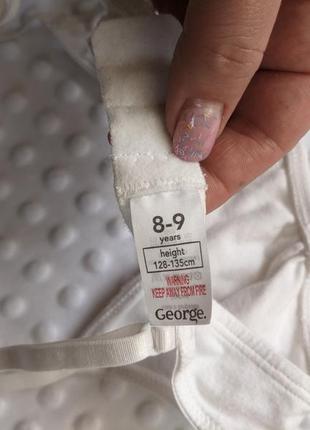 8-9
years
height
128-135cm
WARNING
KEEP AWAY FROM FIRE
George.